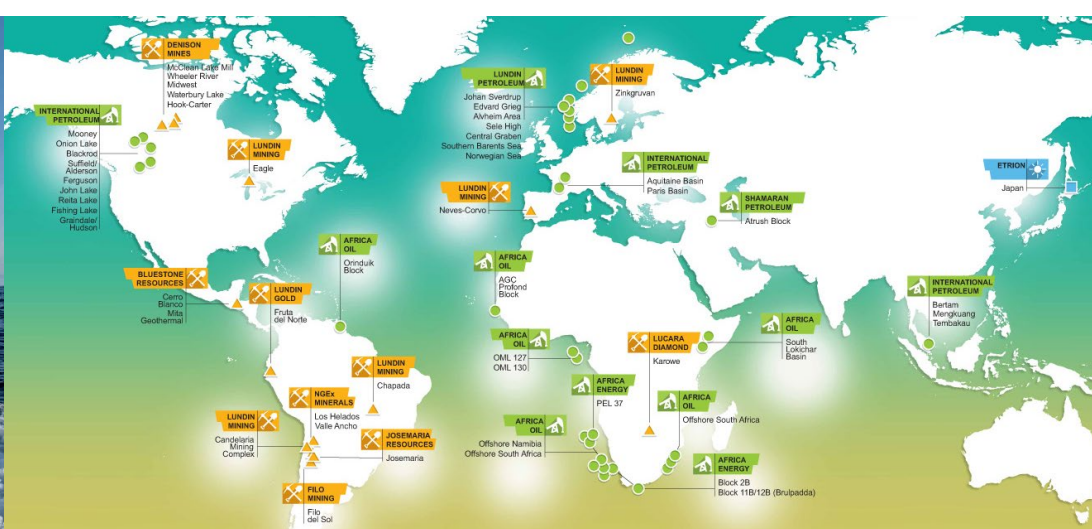 DENISON
MINES
McClean Lake Mill
Wheeler River
Midwest
Waterbury Lake
Hook-Carter
INTERNATIONAL
PETROLEUM
Mooney
Onion Lake
Blackrod
Suffield/
Alderson
Ferguson
John Lake
Reita Lake
Fishing Lake
Graindale/
Hudson
LUNDIN
MINING
Eagle
LUNDIN
PETROLEUM
Johan Sverdrup
Edvard Grieg
Alvheim Area
Sele High
Central Graben
Southern Barents Sea
Norwegian Sea
LUNDIN
MINING
Zinkgruvan
INTERNATIONAL
PETROLEUM
Aquitaine Basin
Paris Basin
LUNDIN
MINING
Neves-Corvo
SHAMARAN
PETROLEUM
Atrush Block
ETRION
Japan
AFRICA
OIL
Orinduik
Block
BLUESTONE
RESOURCES
Cerro
Blanco
Mita
Geothermal
LUNDIN
GOLD
Fruta
del Norte
AFRICA
OIL
AGC
Profond
Block
INTERNATIONAL
PETROLEUM
Bertam
Mengkuang
Tembakau
AFRICA
OIL
South
Lokichar
Basin
AFRICA
OIL
OML 127
OML 130
LUCARA
DIAMOND
Karowe
LUNDIN
MINING
Chapada
NGEx
MINERALS
Los Helados
Valle Ancho
AFRICA
ENERGY
PEL 37
AFRICA
OIL
Offshore South Africa
LUNDIN
MINING
Candelaria
Mining
Complex
JOSEMARIA
RESOURCES
Josemaria
AFRICA
OIL
Offshore Namibia
Offshore South Africa
AFRICA
ENERGY
Block 2B
Block 11B/12B (Brulpadda)
FILO
MINING
Filo
del Sol